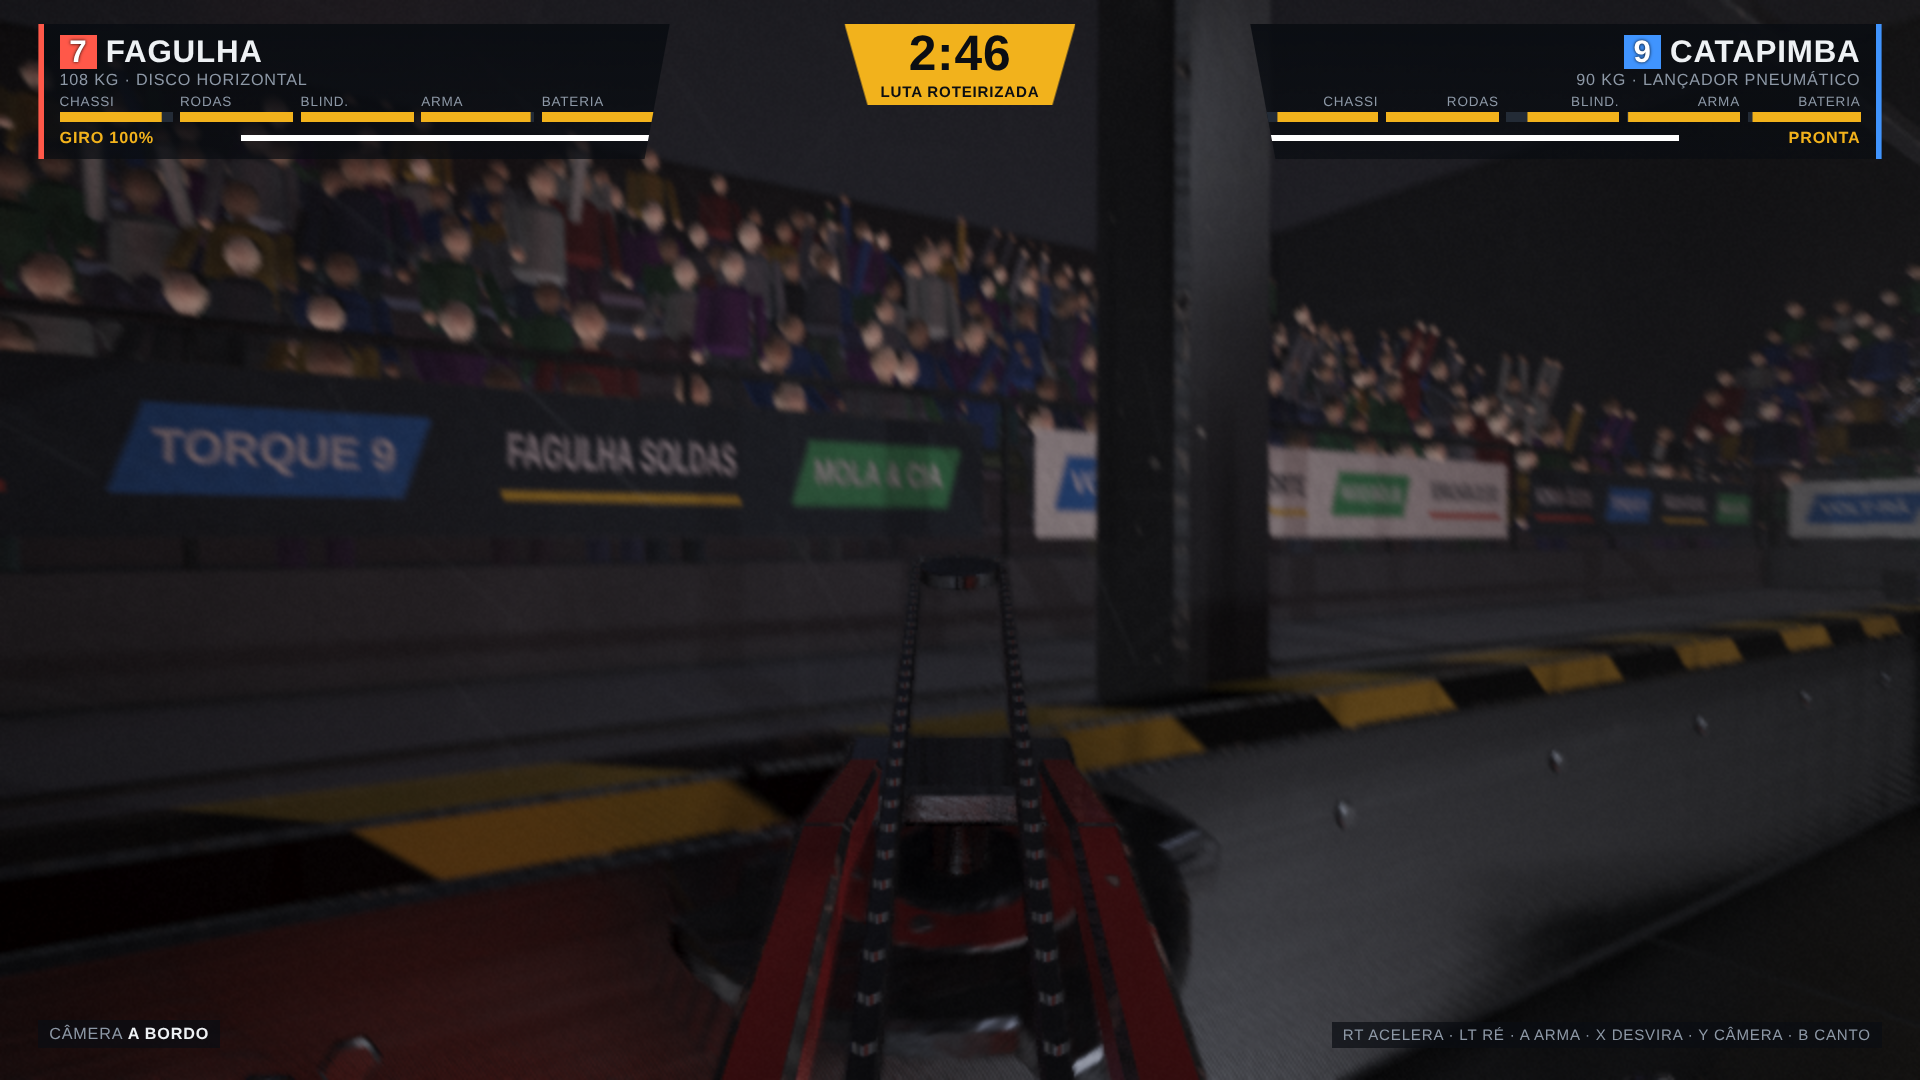 7 FAGULHA
108 KG · DISCO HORIZONTAL
CHASSI RODAS BLIND. ARMA BATERIA
GIRO 100%
2:46
LUTA ROTEIRIZADA
9 CATAPIMBA
90 KG · LANÇADOR PNEUMÁTICO
CHASSI RODAS BLIND. ARMA BATERIA
PRONTA
TORQUE 9
FAGULHA SOLDAS
MOLA & CIA
CÂMERA A BORDO
RT ACELERA · LT RÉ · A ARMA · X DESVIRA · Y CÂMERA · B CANTO